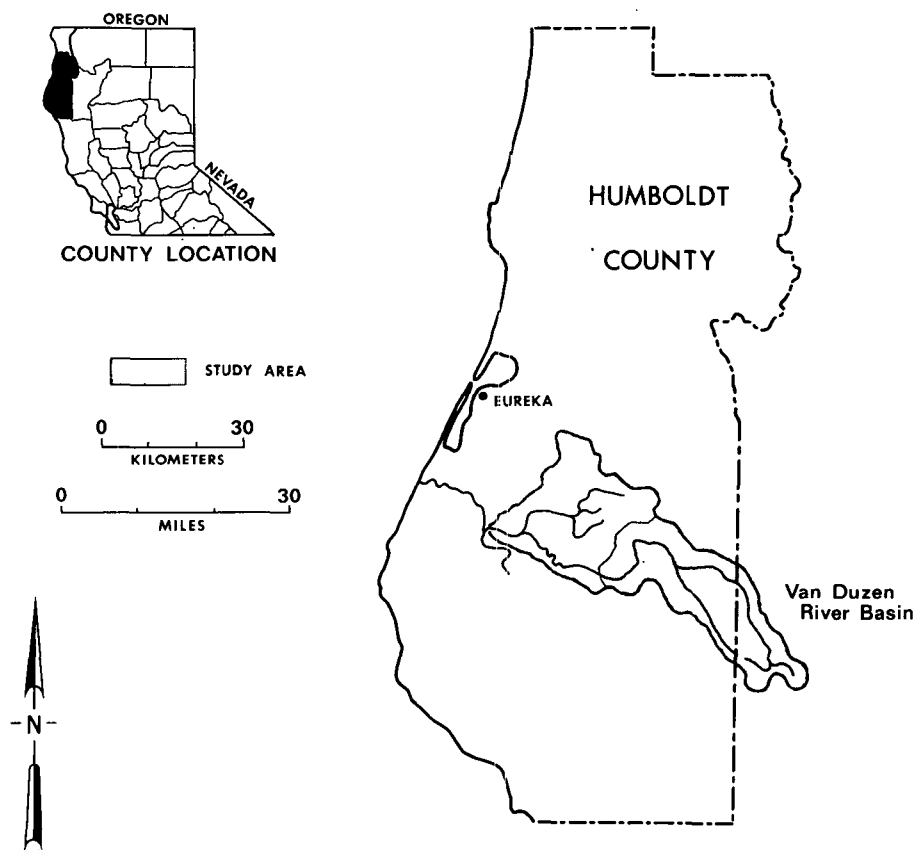 OREGON
NEVADA
COUNTY LOCATION
STUDY AREA
0 30
KILOMETERS
0 30
MILES
-N-
HUMBOLDT
COUNTY
EUREKA
Van Duzen
River Basin